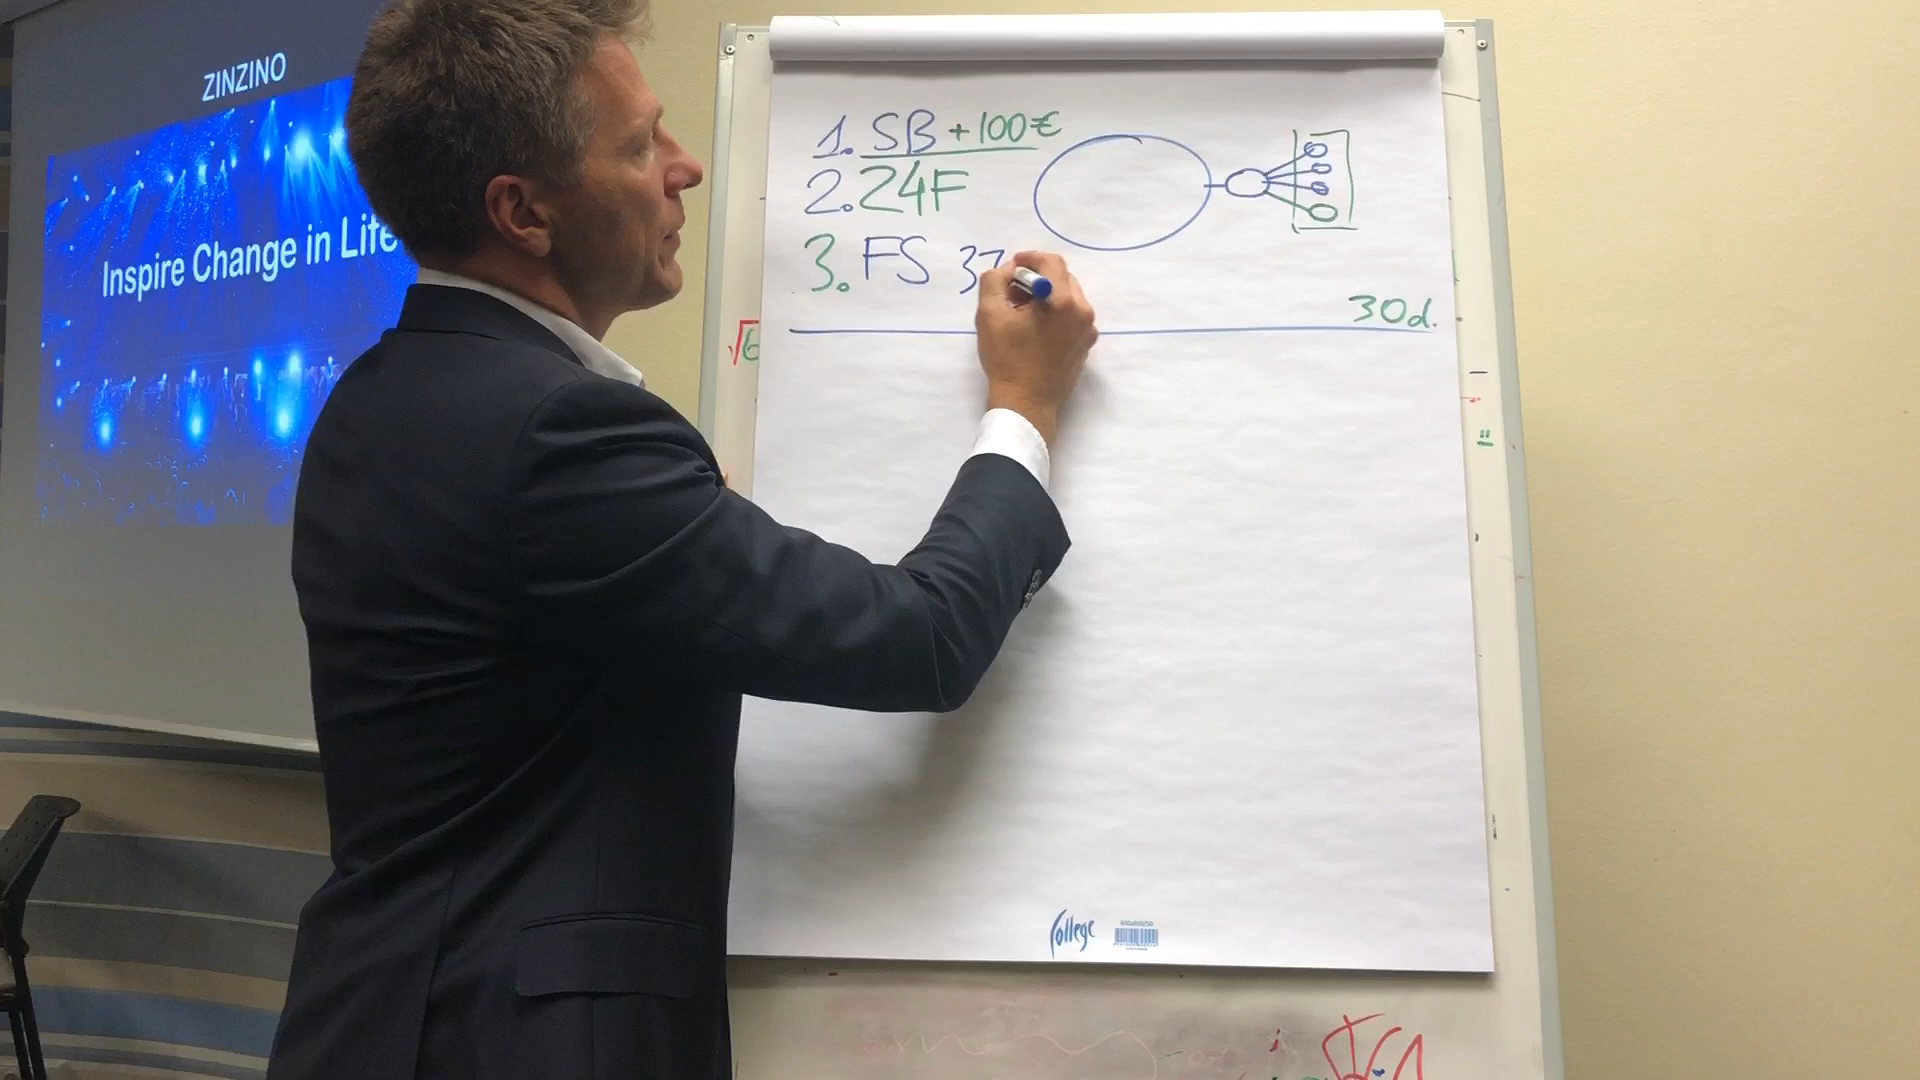 ZINZINO
Inspire Change in Life
1. SB +100€
2. 24F
3. FS 37
30d.
College